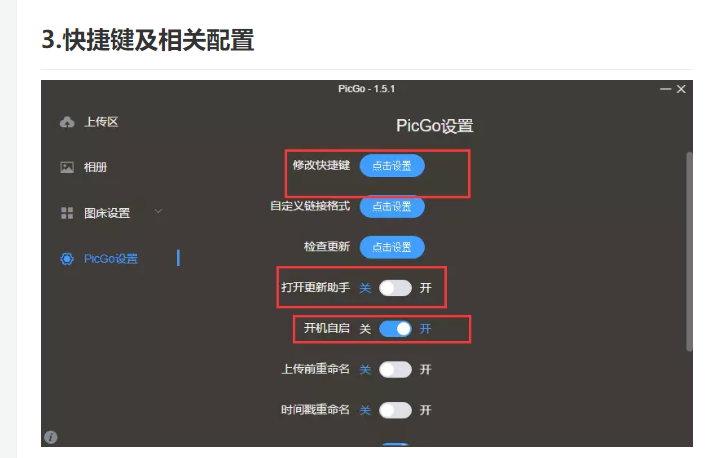 3.快捷键及相关配置
PicGo - 1.5.1
上传区
PicGo设置
修改快捷键 点击设置
相册
自定义链接格式 点击设置
图床设置
检查更新 点击设置
PicGo设置
打开更新助手 关 开
开机自启 关 开
上传前重命名 关 开
时间戳重命名 关 开